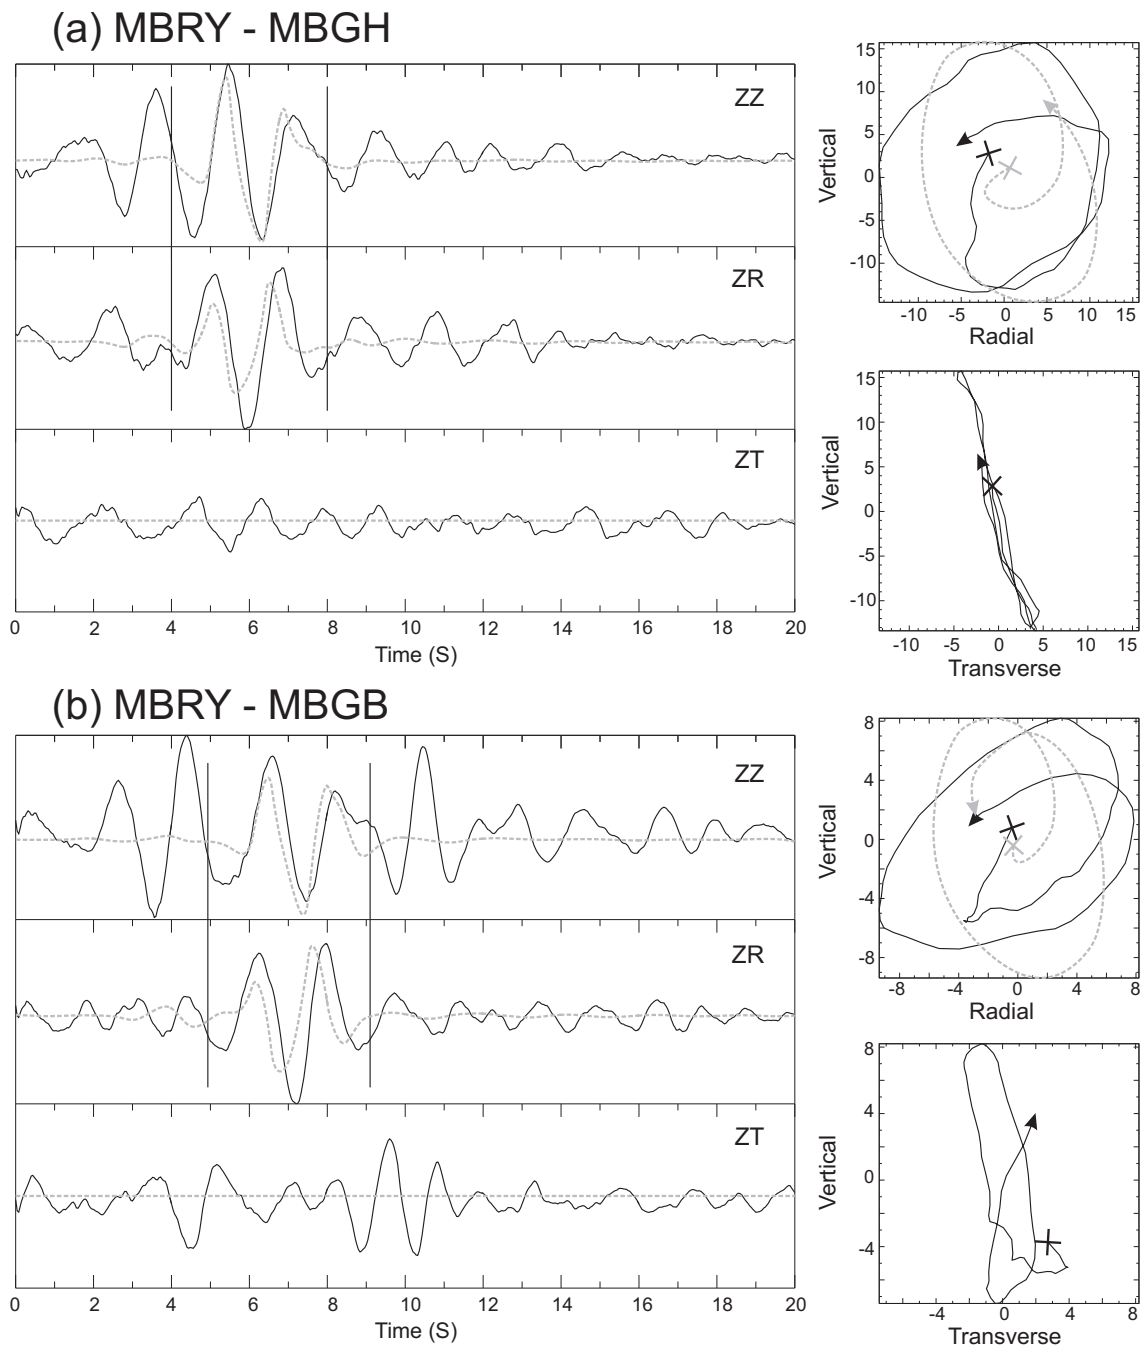 (a) MBRY - MBGH
ZZ
ZR
ZT
0 2 4 6 8 10 12 14 16 18 20
Time (S)
15
10
5
0
-5
-10
Vertical
-10 -5 0 5 10 15
Radial
15
10
5
0
-5
-10
Vertical
-10 -5 0 5 10 15
Transverse
(b) MBRY - MBGB
ZZ
ZR
ZT
0 2 4 6 8 10 12 14 16 18 20
Time (S)
8
4
0
-4
-8
Vertical
-8 -4 0 4 8
Radial
8
4
0
-4
Vertical
-4 0 4 8
Transverse